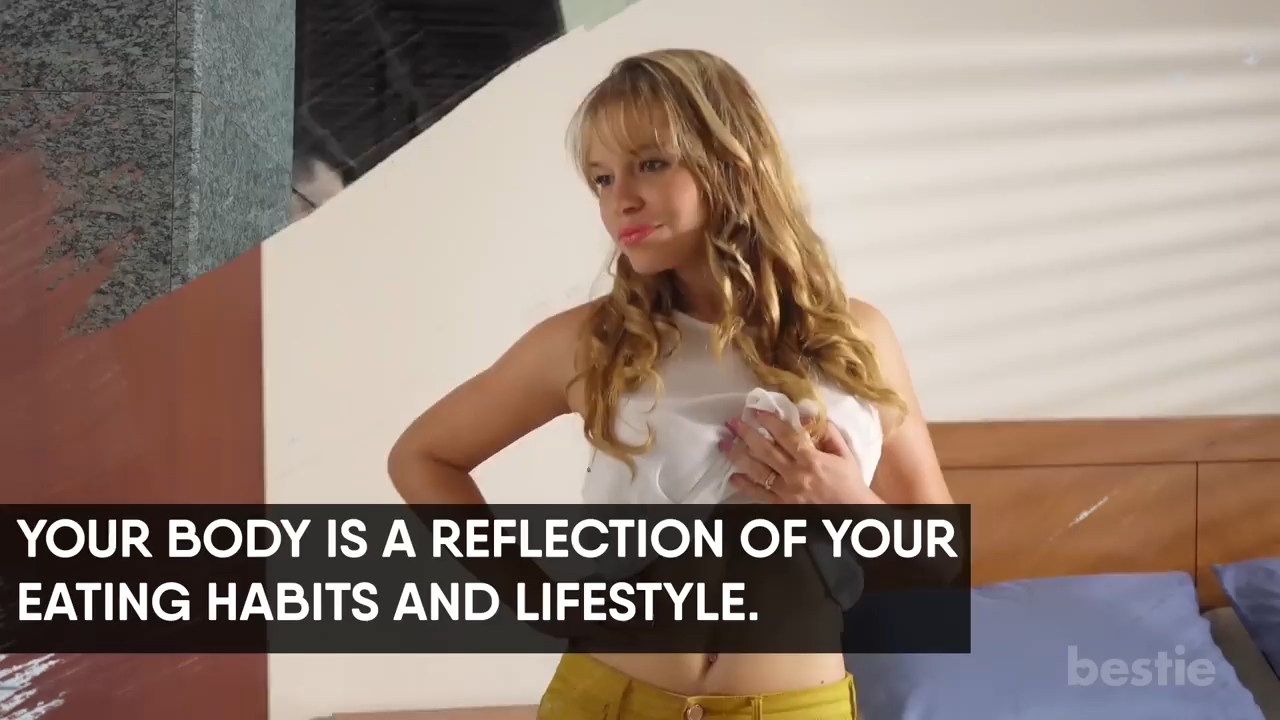 YOUR BODY IS A REFLECTION OF YOUR
EATING HABITS AND LIFESTYLE.
bestie